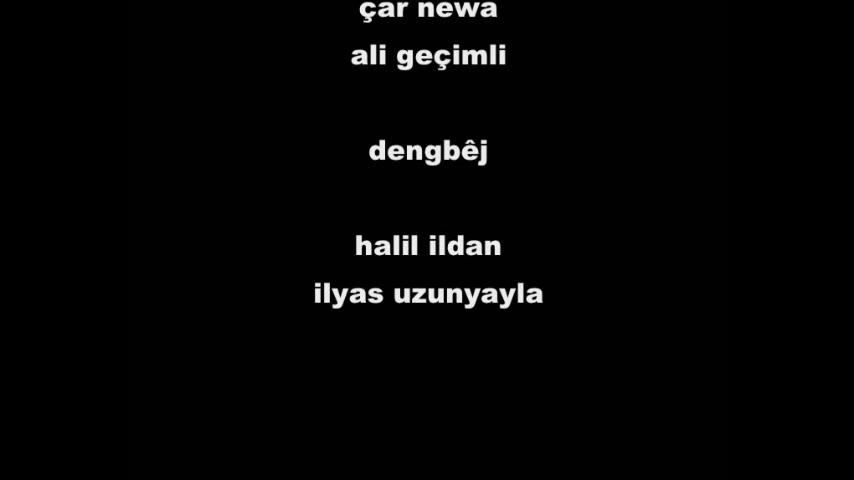 çar newa
ali geçimli
dengbêj
halil ildan
ilyas uzunyayla